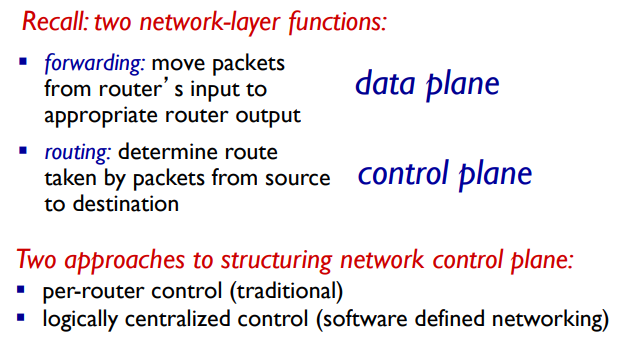 Recall: two network-layer functions:
▪ forwarding: move packets
from router's input to
appropriate router output
data plane
▪ routing: determine route
taken by packets from source
to destination
control plane
Two approaches to structuring network control plane:
▪ per-router control (traditional)
▪ logically centralized control (software defined networking)